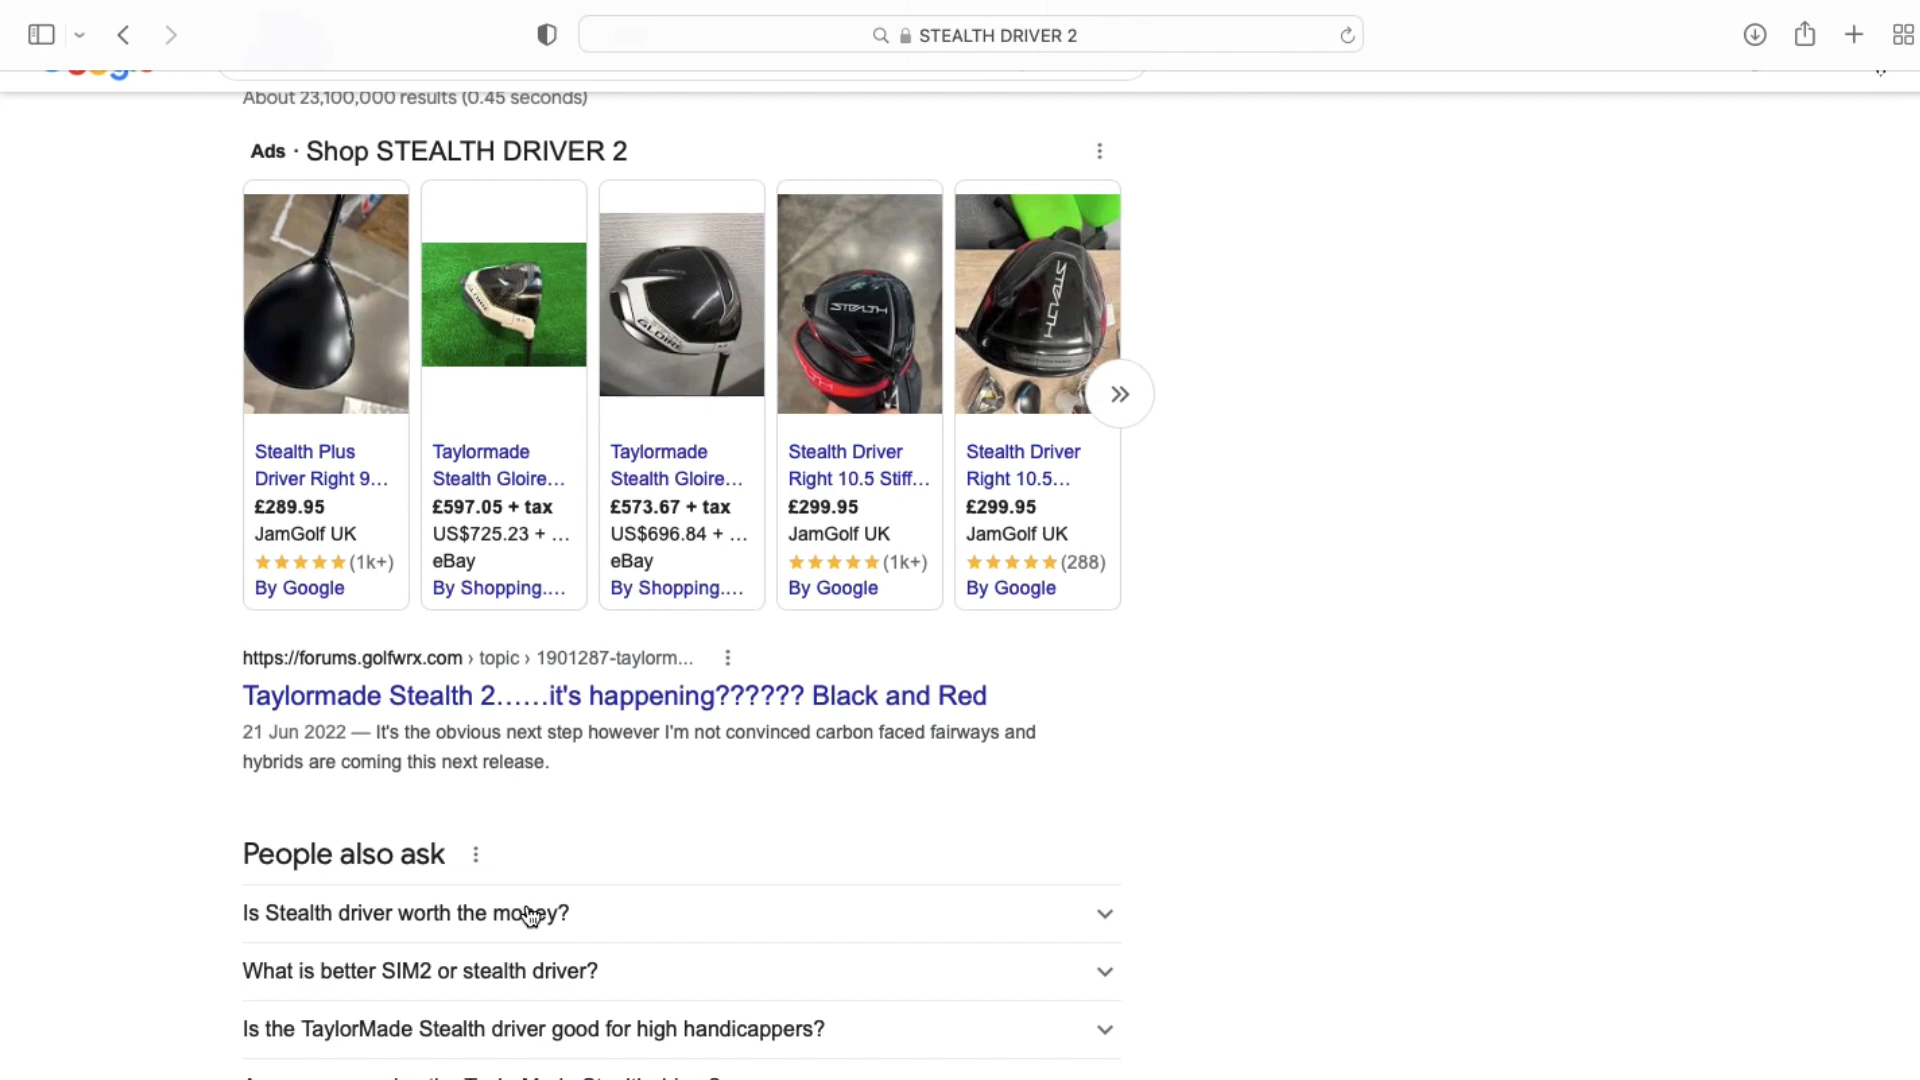 STEALTH DRIVER 2
About 23,100,000 results (0.45 seconds)
Ads · Shop STEALTH DRIVER 2
GLOIRE
GLOIRE
STEALTH
STEALTH
Stealth Plus
Driver Right 9...
£289.95
JamGolf UK
(1k+)
By Google
Taylormade
Stealth Gloire...
£597.05 + tax
US$725.23 + ...
eBay
By Shopping....
Taylormade
Stealth Gloire...
£573.67 + tax
US$696.84 + ...
eBay
By Shopping....
Stealth Driver
Right 10.5 Stiff...
£299.95
JamGolf UK
(1k+)
By Google
Stealth Driver
Right 10.5...
£299.95
JamGolf UK
(288)
By Google
https://forums.golfwrx.com › topic › 1901287-taylorm...
Taylormade Stealth 2......it's happening?????? Black and Red
21 Jun 2022 — It's the obvious next step however I'm not convinced carbon faced fairways and
hybrids are coming this next release.
People also ask
Is Stealth driver worth the money?
What is better SIM2 or stealth driver?
Is the TaylorMade Stealth driver good for high handicappers?